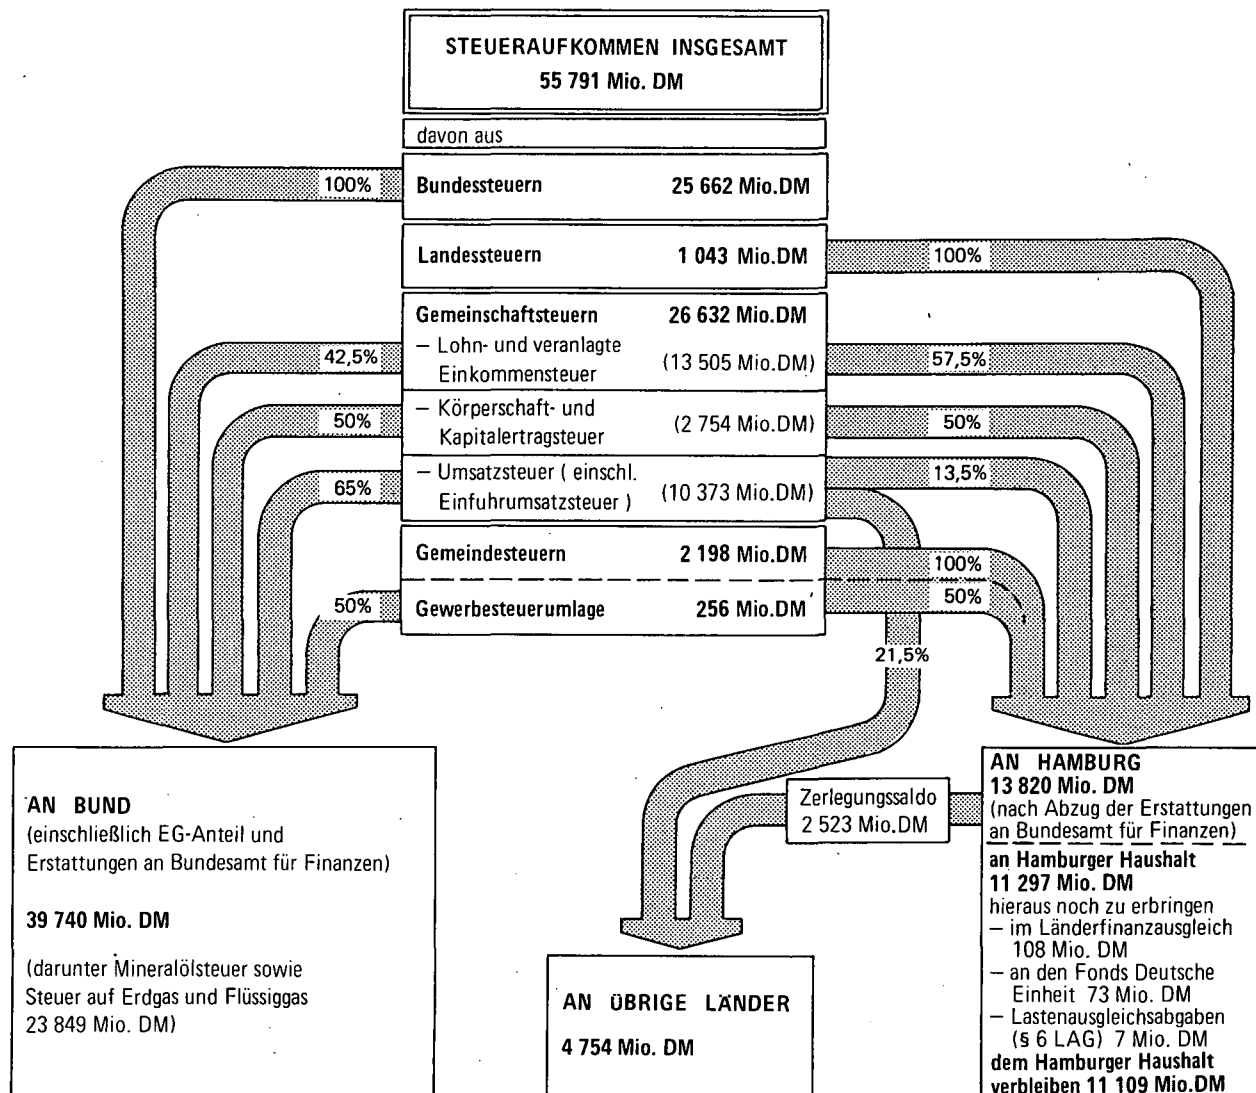 STEUERAUFKOMMEN INSGESAMT
55 791 Mio. DM
davon aus
100%
Bundessteuern 25 662 Mio.DM
Landessteuern 1 043 Mio.DM
100%
Gemeinschaftsteuern 26 632 Mio.DM
42,5%
– Lohn- und veranlagte
Einkommensteuer (13 505 Mio.DM)
57,5%
50%
– Körperschaft- und
Kapitalertragsteuer (2 754 Mio.DM)
50%
65%
– Umsatzsteuer ( einschl.
Einfuhrumsatzsteuer ) (10 373 Mio.DM)
13,5%
Gemeindesteuern 2 198 Mio.DM
100%
50%
Gewerbesteuerumlage 256 Mio.DM
50%
21,5%
AN BUND
(einschließlich EG-Anteil und
Erstattungen an Bundesamt für Finanzen)
39 740 Mio. DM
(darunter Mineralölsteuer sowie
Steuer auf Erdgas und Flüssiggas
23 849 Mio. DM)
Zerlegungssaldo
2 523 Mio.DM
AN ÜBRIGE LÄNDER
4 754 Mio. DM
AN HAMBURG
13 820 Mio. DM
(nach Abzug der Erstattungen
an Bundesamt für Finanzen)
an Hamburger Haushalt
11 297 Mio. DM
hieraus noch zu erbringen
– im Länderfinanzausgleich
108 Mio. DM
– an den Fonds Deutsche
Einheit 73 Mio. DM
– Lastenausgleichsabgaben
(§ 6 LAG) 7 Mio. DM
dem Hamburger Haushalt
verbleiben 11 109 Mio.DM